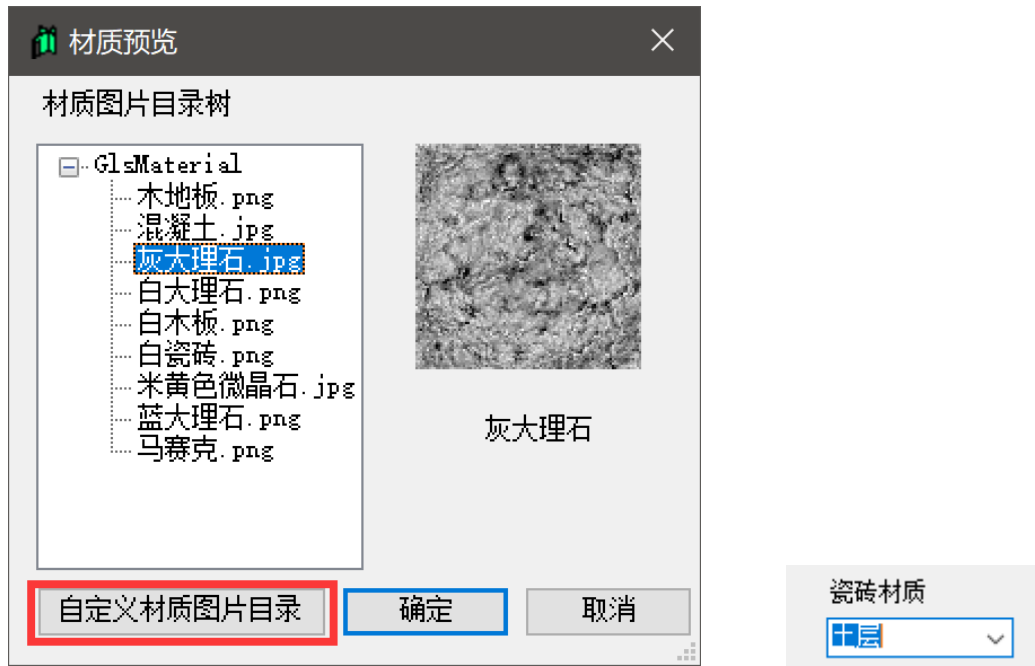 材质预览
材质图片目录树
GlsMaterial
木地板.png
混凝土.jpg
灰大理石.jpg
白大理石.png
白木板.png
白瓷砖.png
米黄色微晶石.jpg
蓝大理石.png
马赛克.png
灰大理石
自定义材质图片目录
确定
取消
瓷砖材质
土层